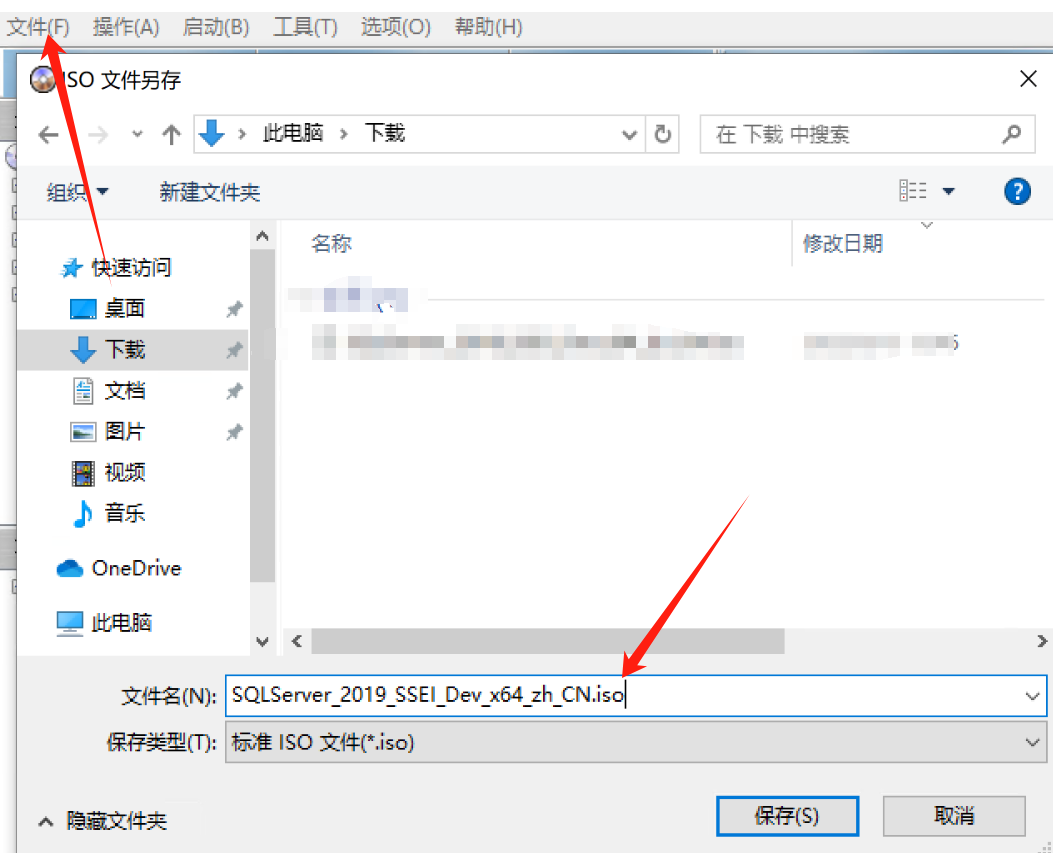 文件(F) 操作(A) 启动(B) 工具(T) 选项(O) 帮助(H)
ISO 文件另存
此电脑 下载 在 下载 中搜索
组织 新建文件夹
名称 修改日期
快速访问
桌面
下载
文档
图片
视频
音乐
OneDrive
此电脑
文件名(N): SQLServer_2019_SSEI_Dev_x64_zh_CN.iso
保存类型(T): 标准 ISO 文件(*.iso)
隐藏文件夹 保存(S) 取消